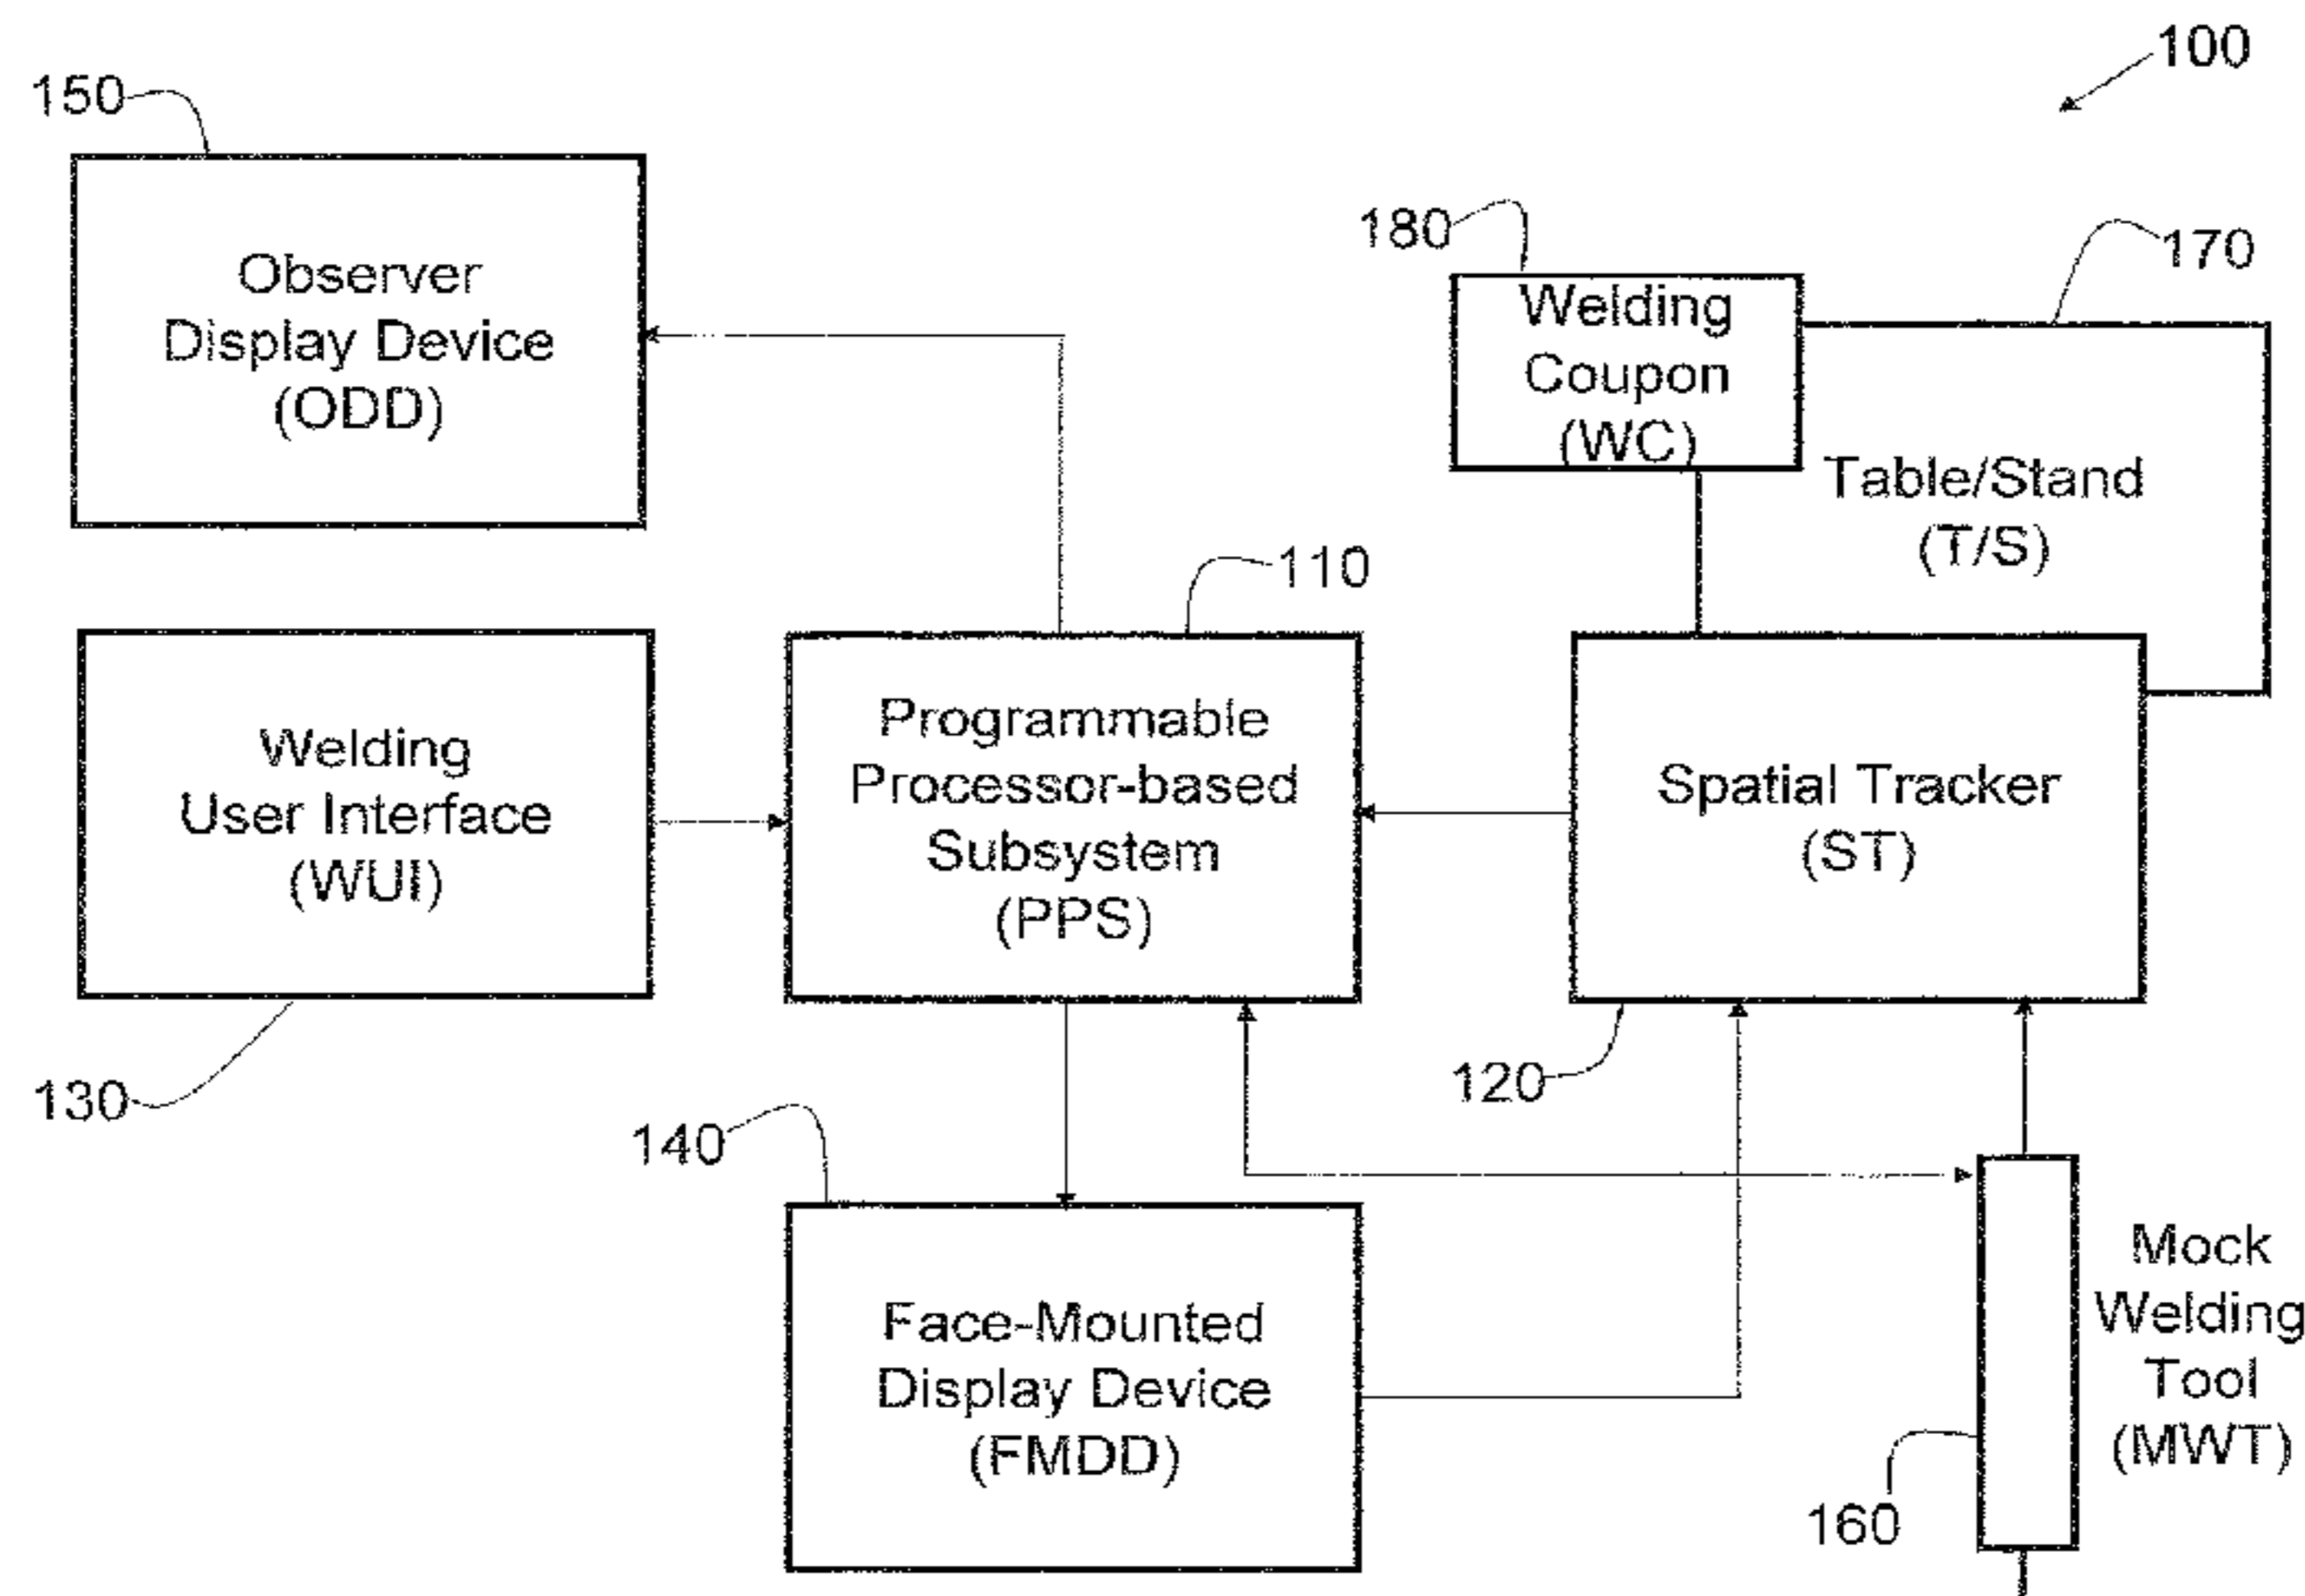 100
150
Observer
Display Device
(ODD)
180
Welding
Coupon
(WC)
170
Table/Stand
(T/S)
110
Welding
User Interface
(WUI)
130
Programmable
Processor-based
Subsystem
(PPS)
Spatial Tracker
(ST)
120
140
Face-Mounted
Display Device
(FMDD)
Mock
Welding
Tool
(MWT)
160